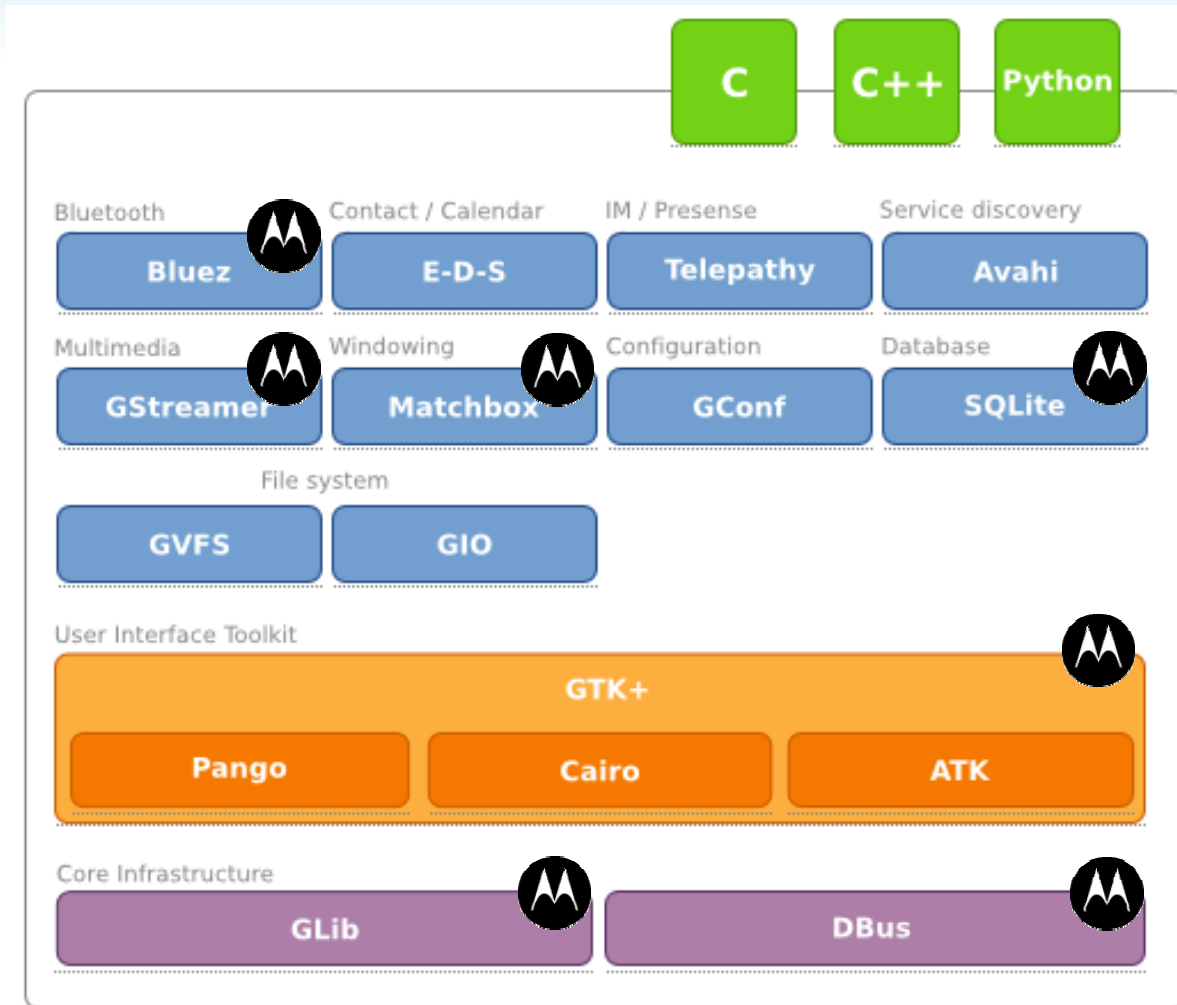 C C++ Python
Bluetooth Contact / Calendar IM / Presense Service discovery
Bluez E-D-S Telepathy Avahi
Multimedia Windowing Configuration Database
GStreamer Matchbox GConf SQLite
File system
GVFS GIO
User Interface Toolkit
GTK+
Pango Cairo ATK
Core Infrastructure
GLib DBus